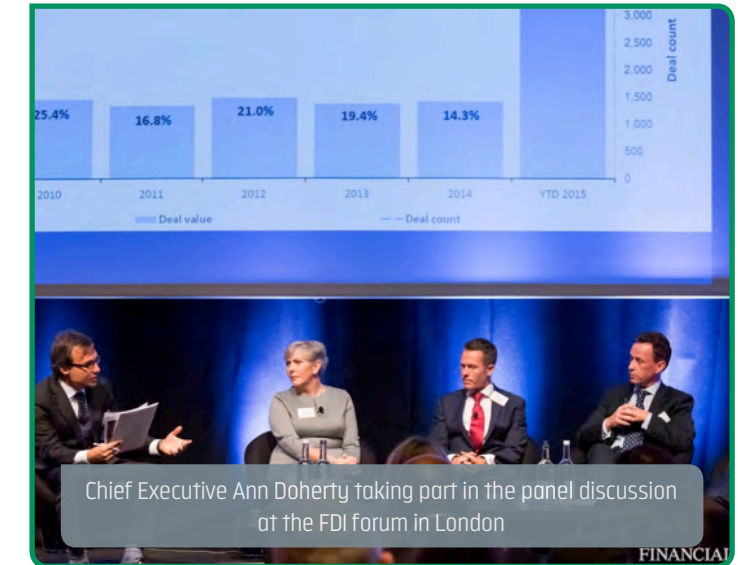 3,000
2,500
2,000
1,500
1,000
500
0
Deal count
25.4%
16.8%
21.0%
19.4%
14.3%
2010
2011
2012
2013
2014
YTD 2015
Deal value
Deal count
Chief Executive Ann Doherty taking part in the panel discussion
at the FDI forum in London
FINANCIAL